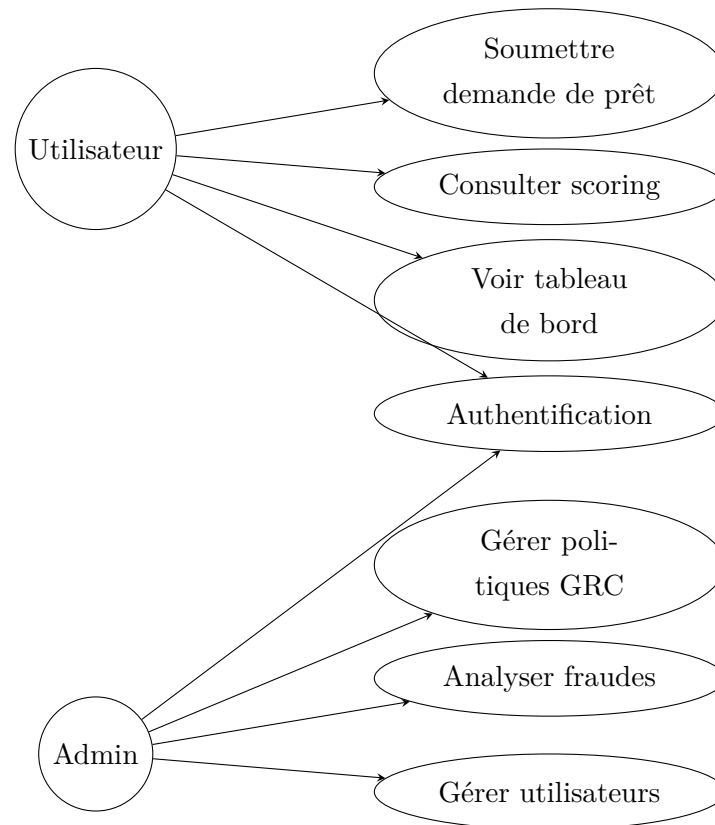 Soumettre
demande de prêt
Utilisateur
Consulter scoring
Voir tableau
de bord
Authentification
Gérer poli-
tiques GRC
Analyser fraudes
Admin
Gérer utilisateurs